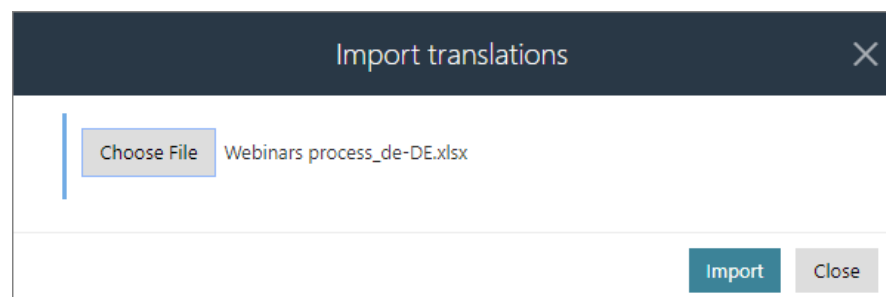 Import translations
Choose File Webinars process_de-DE.xlsx
Import Close